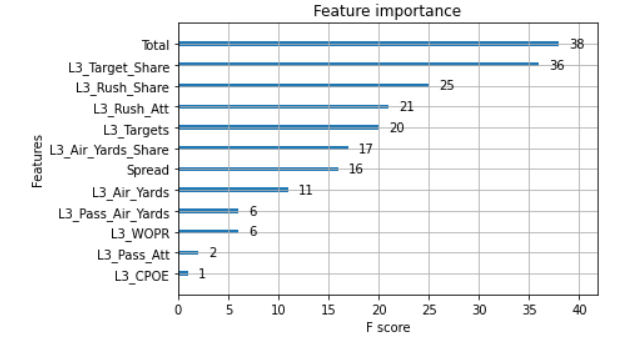 Feature importance
Features
Total 38
L3_Target_Share 36
L3_Rush_Share 25
L3_Rush_Att 21
L3_Targets 20
L3_Air_Yards_Share 17
Spread 16
L3_Air_Yards 11
L3_Pass_Air_Yards 6
L3_WOPR 6
L3_Pass_Att 2
L3_CPOE 1
0 5 10 15 20 25 30 35 40
F score